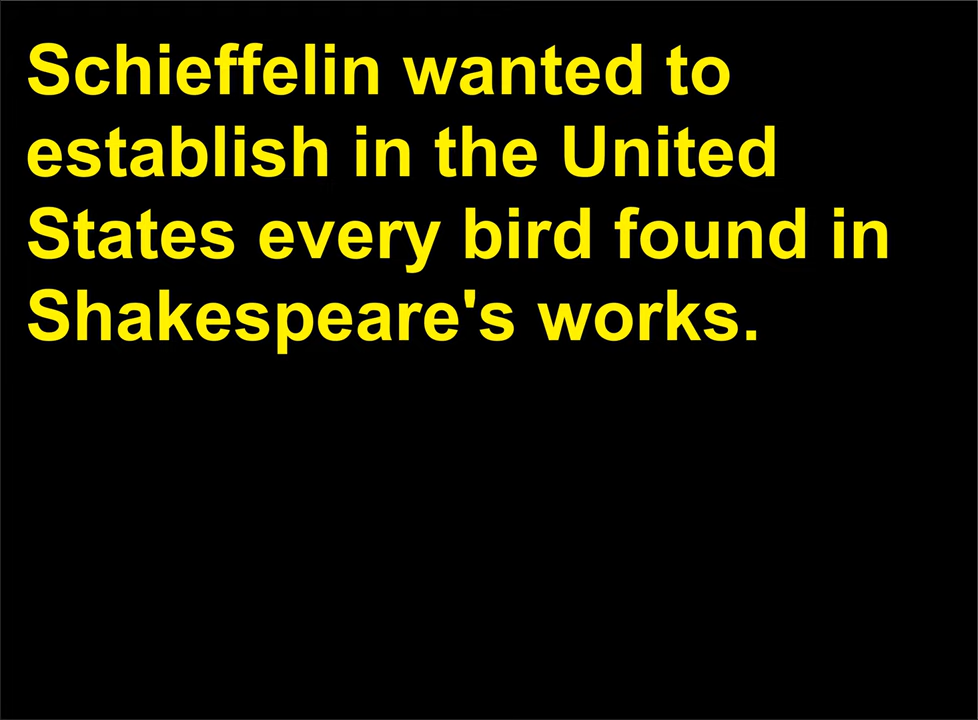 Schieffelin wanted to
establish in the United
States every bird found in
Shakespeare's works.